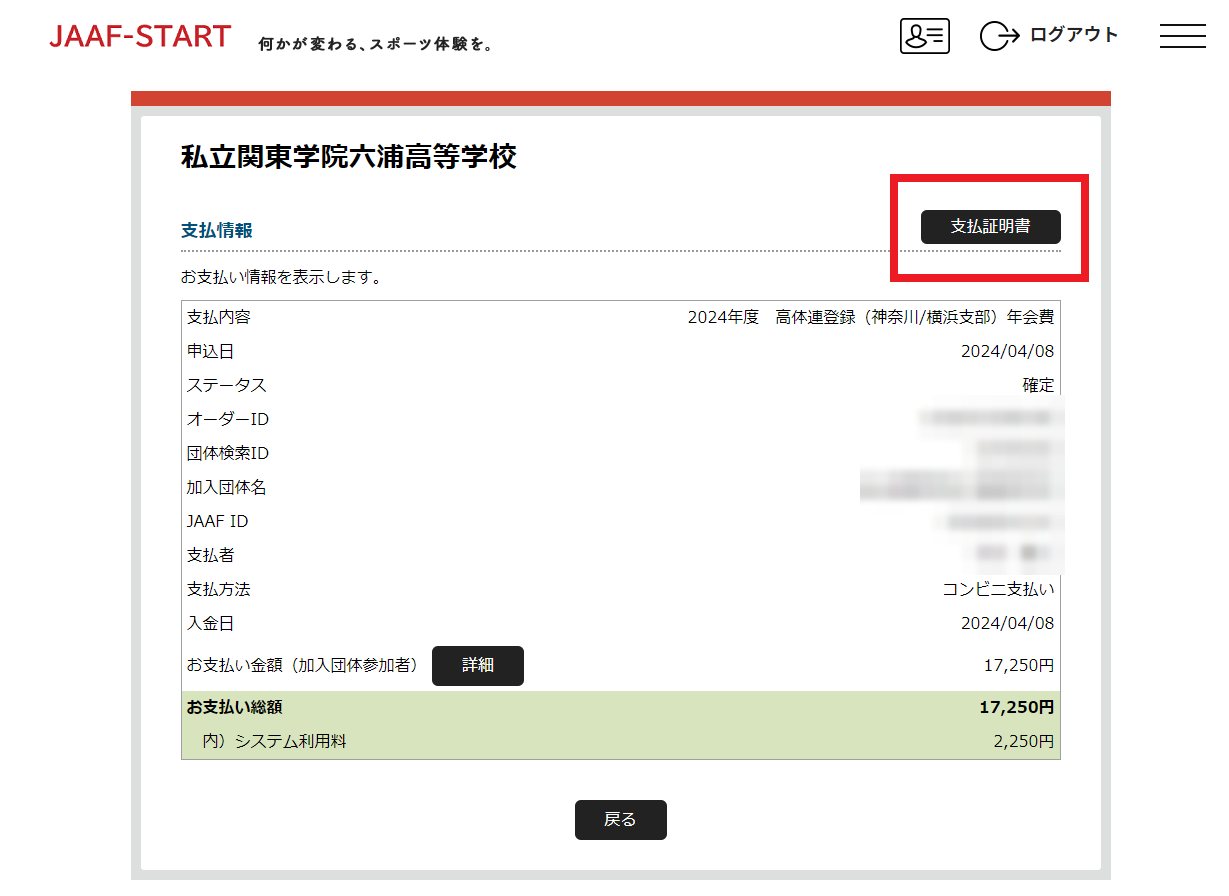 JAAF-START 何かが変わる、スポーツ体験を。 ログアウト
私立関東学院六浦高等学校
支払情報 支払証明書
お支払い情報を表示します。
支払内容 2024年度 高体連登録（神奈川/横浜支部）年会費
申込日 2024/04/08
ステータス 確定
オーダーID
団体検索ID
加入団体名
JAAF ID
支払者
支払方法 コンビニ支払い
入金日 2024/04/08
お支払い金額（加入団体参加者） 詳細 17,250円
お支払い総額 17,250円
内）システム利用料 2,250円
戻る